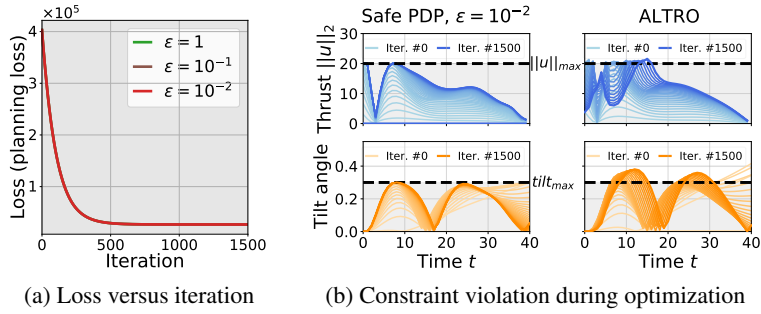 ×10⁵
4
3
2
1
0 500 1000 1500
Loss (planning loss)
Iteration
ε = 1
ε = 10⁻¹
ε = 10⁻²
(a) Loss versus iteration
Safe PDP, ε = 10⁻²
ALTRO
Thrust ||u||₂
30
20
10
0
Iter. #0 Iter. #1500
||u||ₘₐₓ
Iter. #0 Iter. #1500
Tilt angle
0.4
0.2
0.0
Iter. #0 Iter. #1500
tiltₘₐₓ
Iter. #0 Iter. #1500
0 10 20 30 40
0 10 20 30 40
Time t
Time t
(b) Constraint violation during optimization